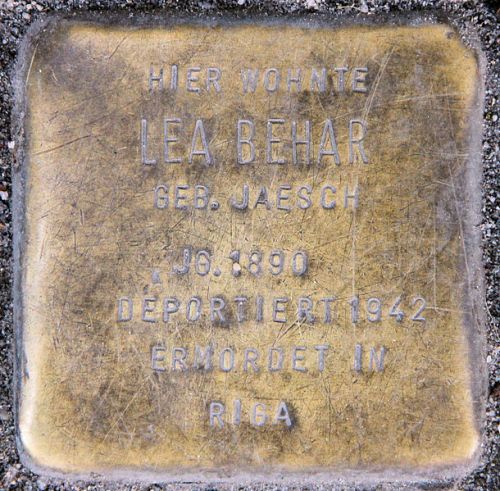 HIER WOHNTE
LEA BEHAR
GEB. JAESCH
JG. 1890
DEPORTIERT 1942
ERMORDET IN
RIGA